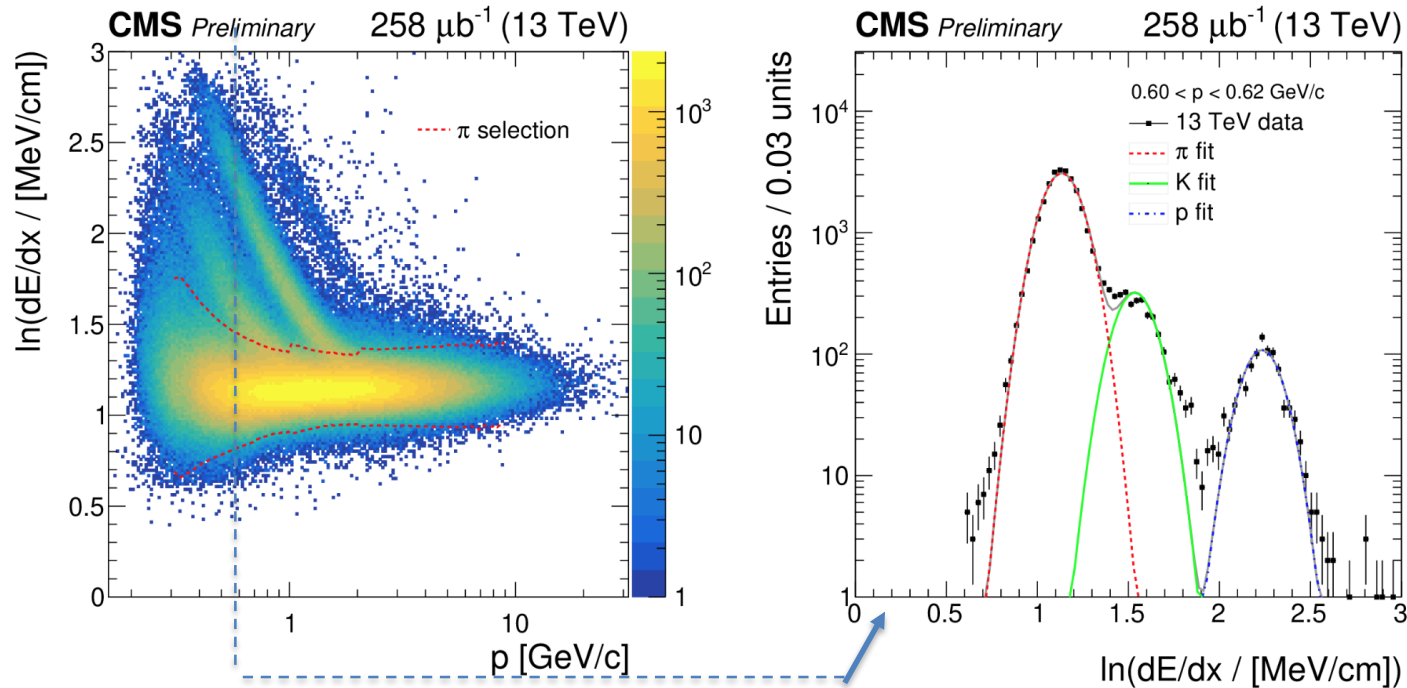 CMS Preliminary 258 μb⁻¹ (13 TeV)
ln(dE/dx / [MeV/cm])
3
2.5
2
1.5
1
0.5
0
π selection
10³
10²
10
1
1 10
p [GeV/c]
CMS Preliminary 258 μb⁻¹ (13 TeV)
Entries / 0.03 units
10⁴
10³
10²
10
1
0.60 < p < 0.62 GeV/c
13 TeV data
π fit
K fit
p fit
0 0.5 1 1.5 2 2.5 3
ln(dE/dx / [MeV/cm])